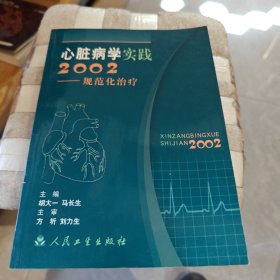 心脏病学实践
2002
——规范化治疗
XINZANGBINGXUE
SHIJIAN2002
主编
胡大一 马长生
主审
方圻 刘力生
人民卫生出版社